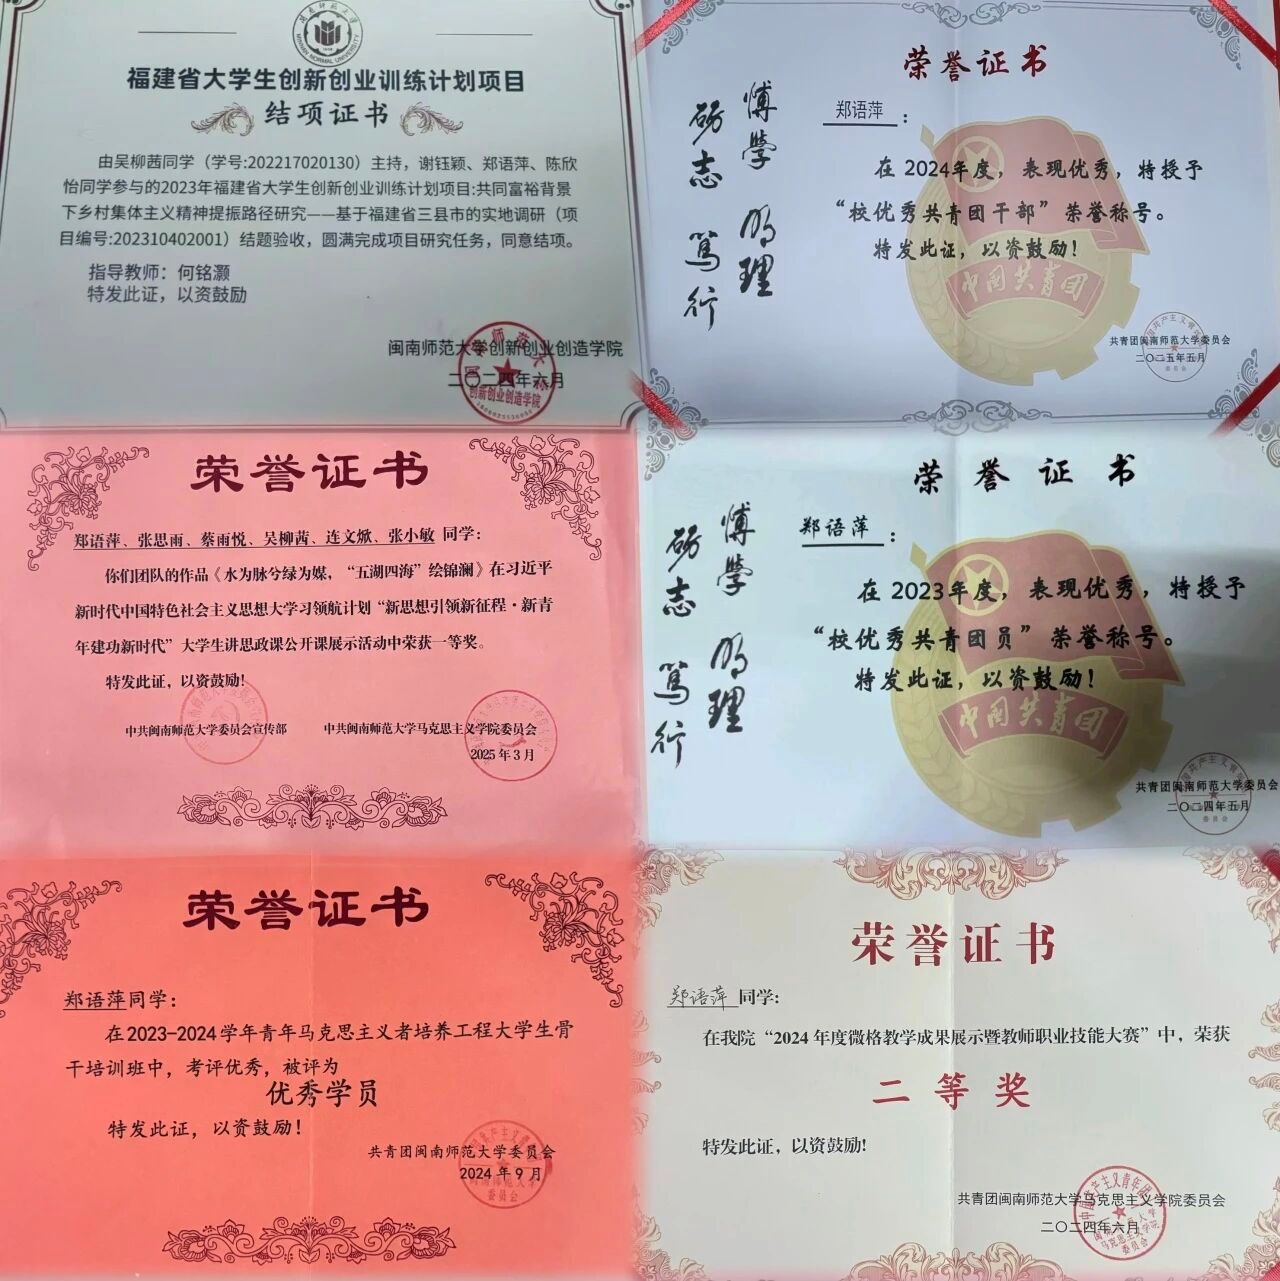 闽南师范大学
MINNAN NORMAL UNIVERSITY
福建省大学生创新创业训练计划项目
结项证书
由吴柳茜同学（学号:202217020130）主持，谢钰颖、郑语萍、陈欣
怡同学参与的2023年福建省大学生创新创业训练计划项目:共同富裕背景
下乡村集体主义精神提振路径研究——基于福建省三县市的实地调研（项
目编号:202310402001）结题验收，圆满完成项目研究任务，同意结项。
指导教师：何铭灏
特发此证，以资鼓励
闽南师范大学创新创业创造学院
二〇二四年六月
创新创业创造学院
荣誉证书
博学 明理
砺志 笃行
郑语萍：
在2024年度，表现优秀，特授予
“校优秀共青团干部”荣誉称号。
特发此证，以资鼓励！
中国共青团
共青团闽南师范大学委员会
二〇二五年五月
荣誉证书
郑语萍、张思雨、蔡雨悦、吴柳茜、连文焮、张小敏 同学：
你们团队的作品《水为脉兮绿为媒，“五湖四海”绘锦澜》在习近平
新时代中国特色社会主义思想大学习领航计划“新思想引领新征程·新青
年建功新时代”大学生讲思政课公开课展示活动中荣获一等奖。
特发此证，以资鼓励！
中共闽南师范大学委员会宣传部
中共闽南师范大学马克思主义学院委员会
2025年3月
荣誉证书
博学 明理
砺志 笃行
郑语萍：
在2023年度，表现优秀，特授予
“校优秀共青团员”荣誉称号。
特发此证，以资鼓励！
中国共青团
共青团闽南师范大学委员会
二〇二四年五月
荣誉证书
郑语萍同学：
在2023-2024学年青年马克思主义者培养工程大学生骨
干培训班中，考评优秀，被评为
优秀学员
特发此证，以资鼓励！
共青团闽南师范大学委员会
2024年9月
荣誉证书
郑语萍 同学：
在我院“2024年度微格教学成果展示暨教师职业技能大赛”中，荣获
二等奖
特发此证，以资鼓励！
共青团闽南师范大学马克思主义学院委员会
二〇二四年六月